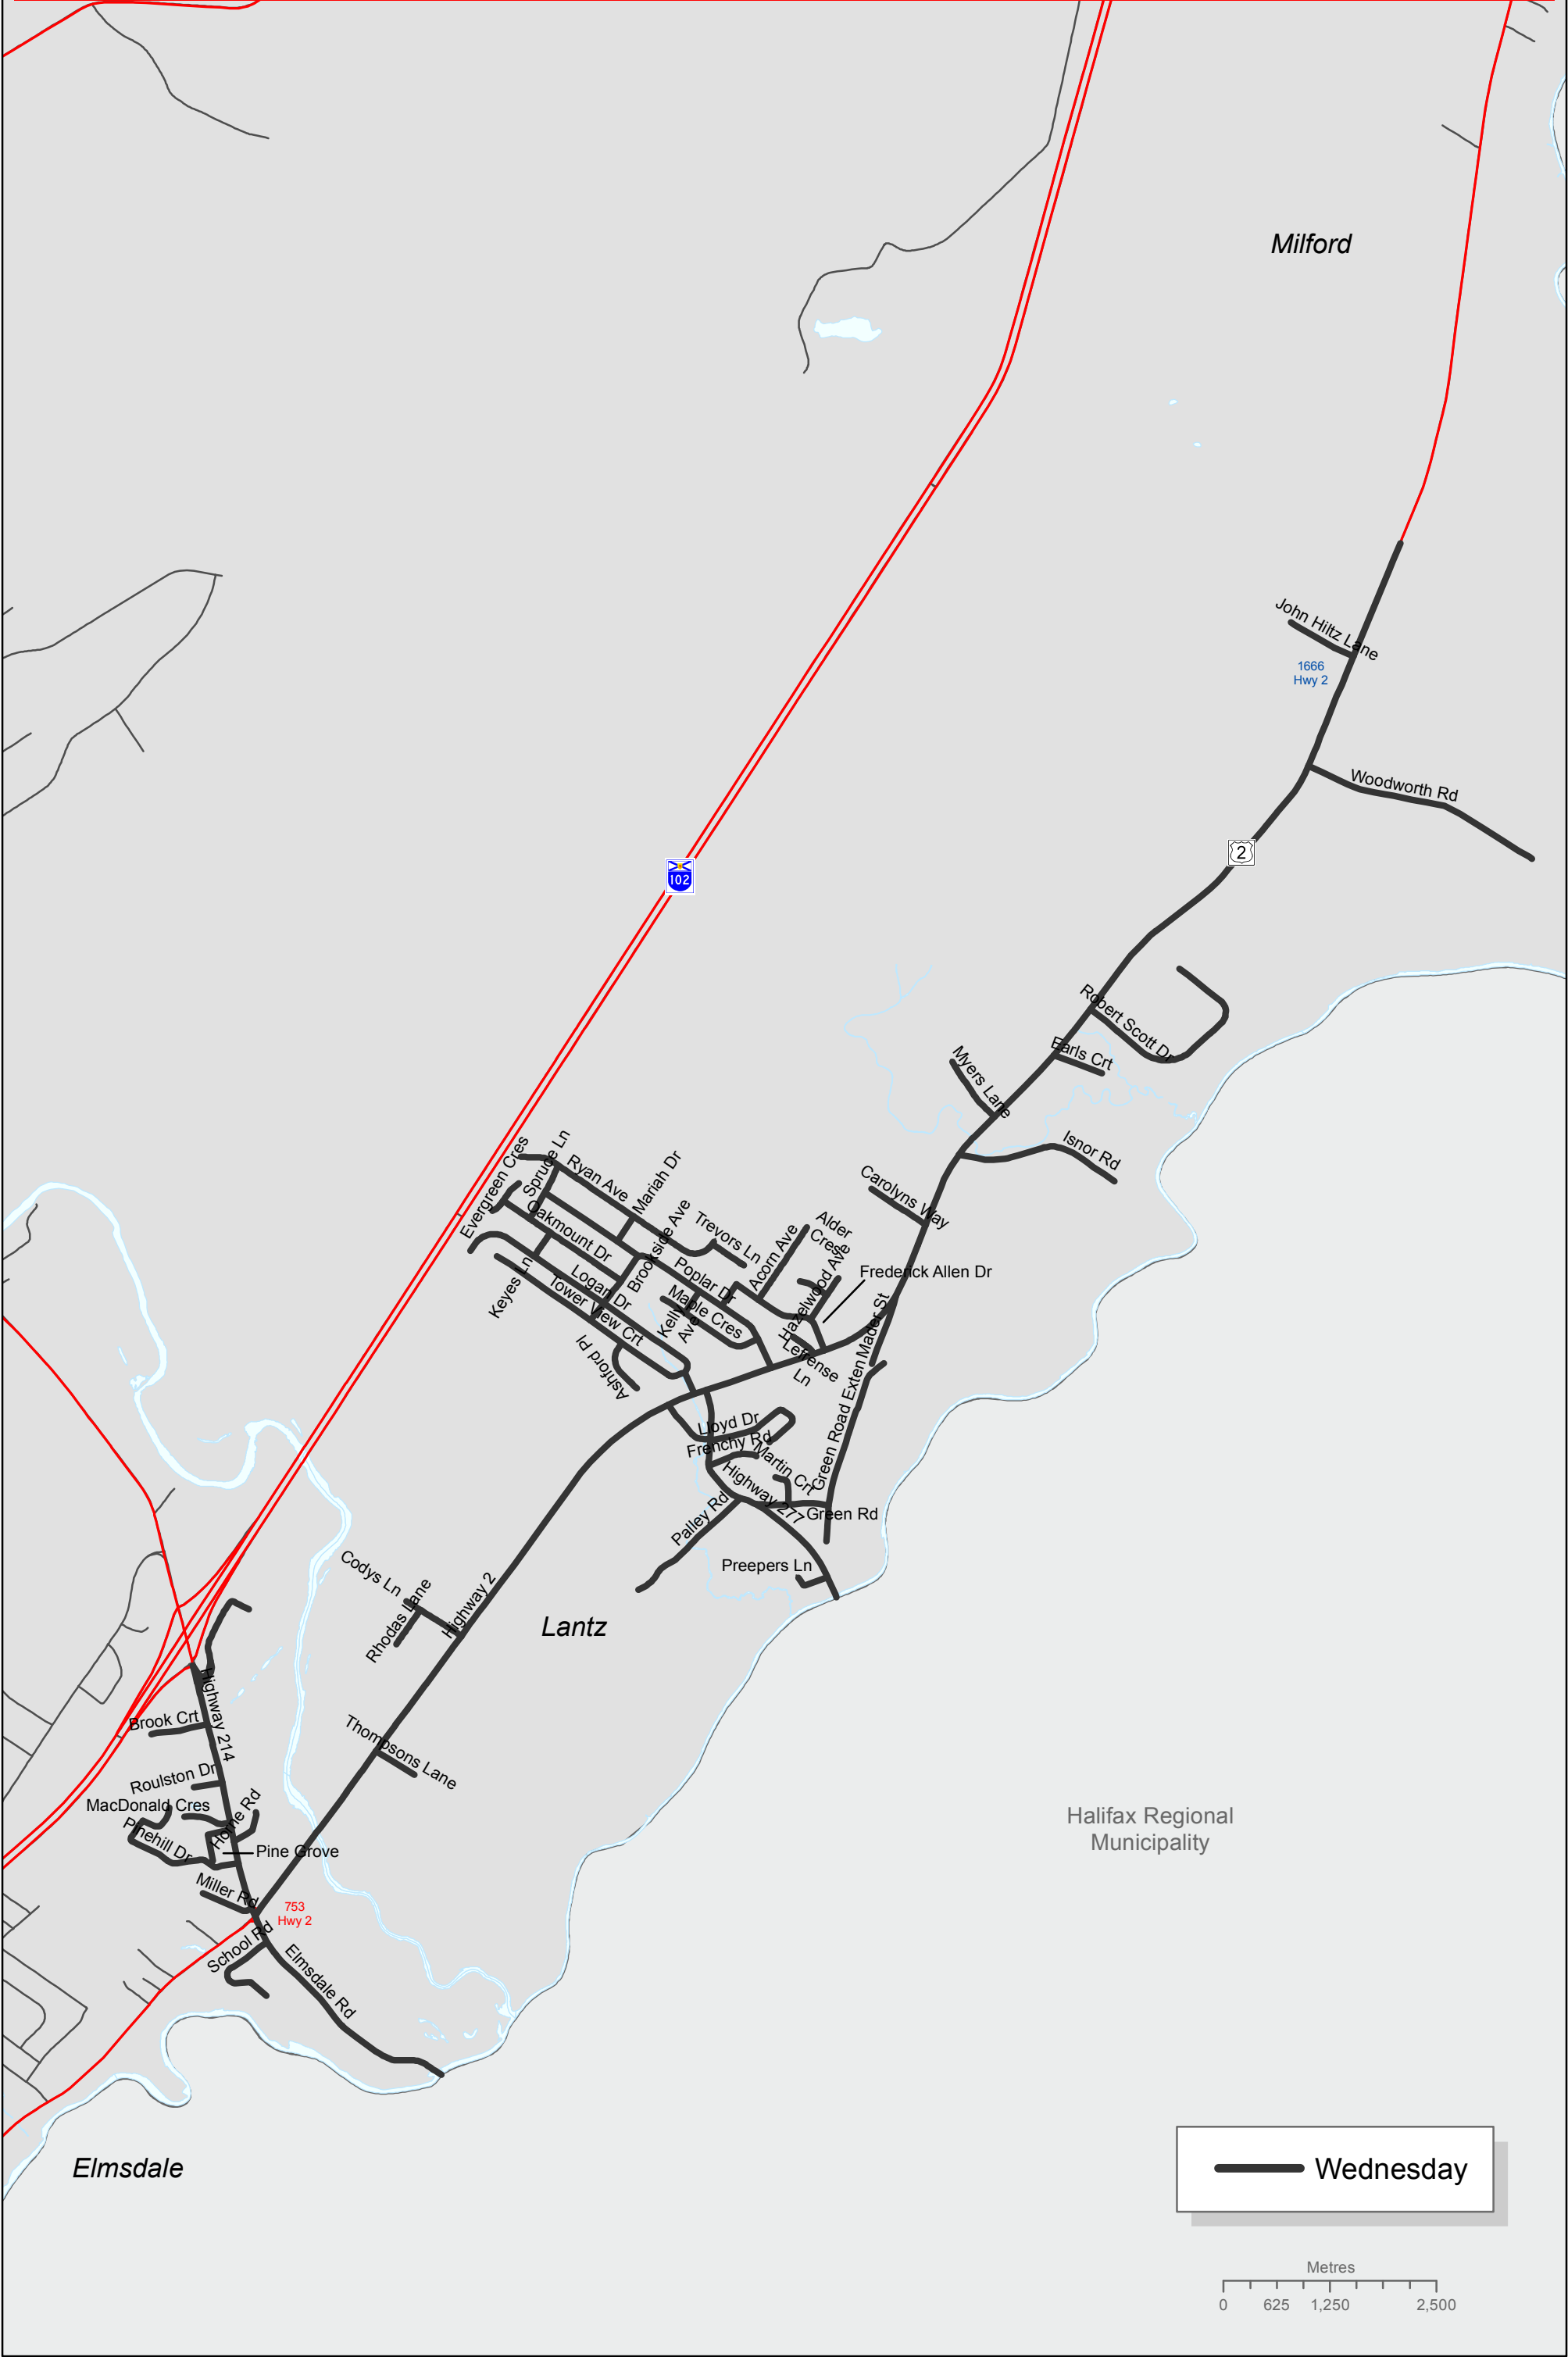 Milford
John Hiltz Lane
1666
Hwy 2
Woodworth Rd
2
102
Robert Scott Dr
Earls Crt
Myers Lane
Isnor Rd
Carolyns Way
Evergreen Cres
Spruce Ln
Ryan Ave
Mariah Dr
Oakmount Dr
Brookside Ave
Trevors Ln
Acorn Ave
Alder
Cres
Hazelwood Ave
Frederick Allen Dr
Keyes Ln
Logan Dr
Tower View Crt
Poplar Dr
Maple Cres
Kelly
Ave
Ashford Pl
Lefrense
Ln
Mader St
Green Road Exten
Lloyd Dr
Frenchy Rd
Martin Crt
Highway 277
Green Rd
Palley Rd
Preepers Ln
Codys Ln
Rhodas Lane
Highway 2
Lantz
Highway 214
Brook Crt
Thompsons Lane
Roulston Dr
MacDonald Cres
Horne Rd
Pinehill Dr
Pine Grove
Miller Rd
753
Hwy 2
School Rd
Elmsdale Rd
Halifax Regional
Municipality
Elmsdale
Wednesday
Metres
0 625 1,250 2,500